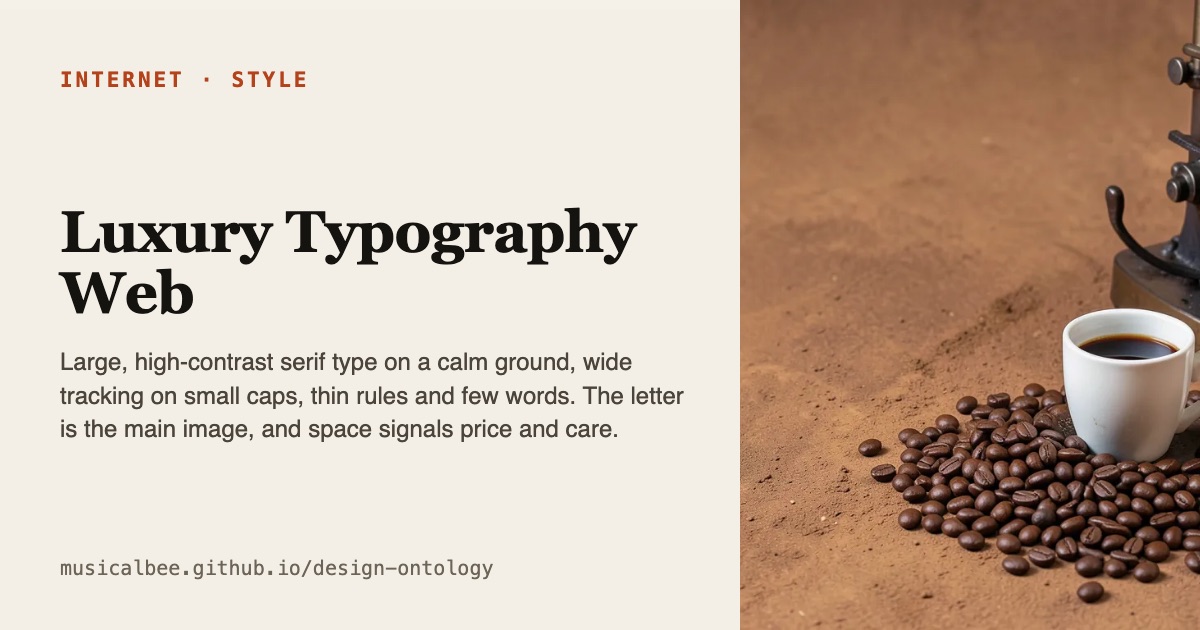 INTERNET · STYLE
Luxury Typography
Web
Large, high-contrast serif type on a calm ground, wide
tracking on small caps, thin rules and few words. The letter
is the main image, and space signals price and care.
musicalbee.github.io/design-ontology